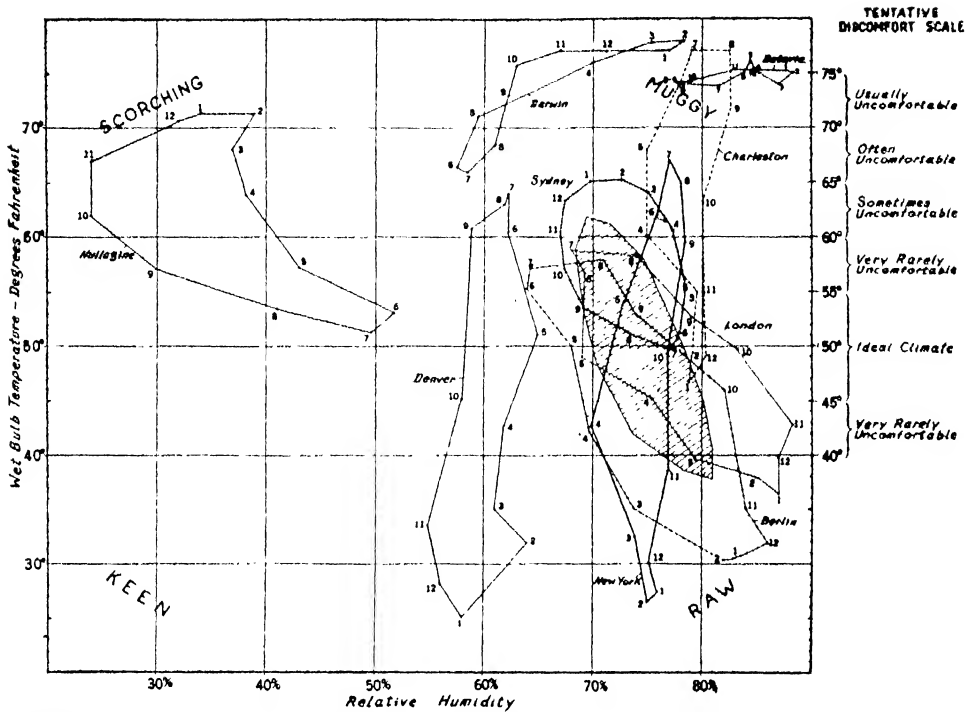 TENTATIVE
DISCOMFORT SCALE
SCORCHING
MUGGY
KEEN
RAW
Nullagine
Darwin
Batavia
Charleston
Sydney
Denver
London
Berlin
New York
75°
Usually
Uncomfortable
70°
70°
Often
Uncomfortable
65°
Sometimes
Uncomfortable
60°
60°
Very Rarely
Uncomfortable
55°
50°
50°
Ideal Climate
45°
Very Rarely
Uncomfortable
40°
40°
30°
Wet Bulb Temperature - Degrees Fahrenheit
30% 40% 50% 60% 70% 80%
Relative Humidity